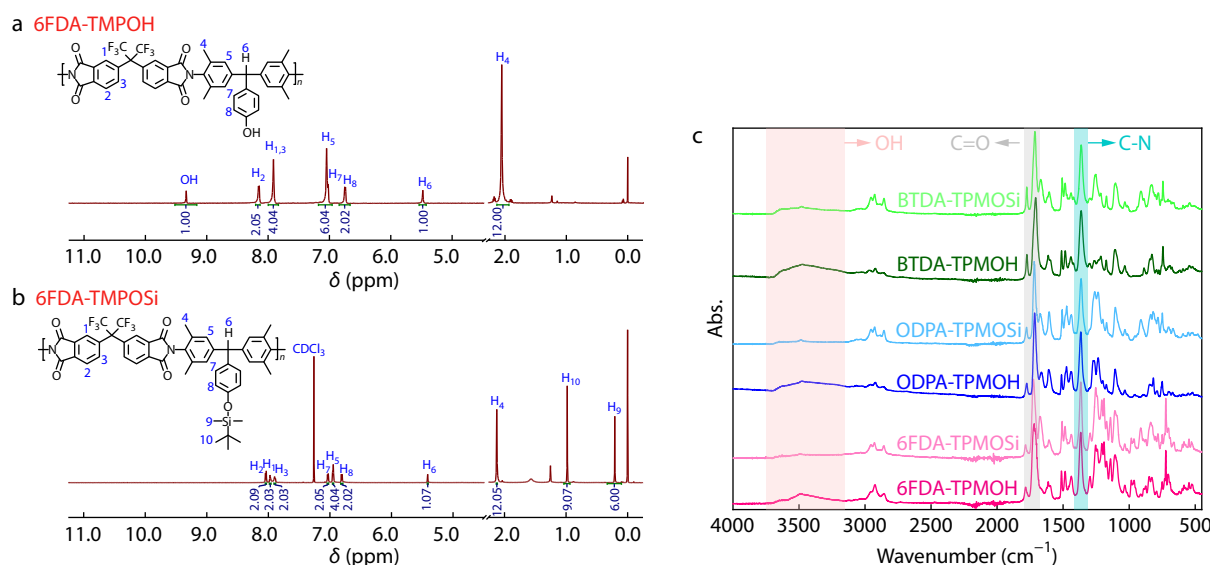 a 6FDA-TMPOH
F₃C CF₃
O O O O
N N
1 2 3 4 5 6 7 8
H
n
OH
OH
H₂
H₁,₃
H₅
H₇
H₈
H₆
H₄
1.00 2.05 4.04 6.04 2.02 1.00 12.00
11.0 10.0 9.0 8.0 7.0 6.0 5.0 4.0 2.0 1.0 0.0
δ (ppm)
b 6FDA-TMPOSi
F₃C CF₃
O O O O
N N
1 2 3 4 5 6 7 8
H
n
O
9 Si
10
CDCl₃
H₂ H₁ H₃ H₇ H₅ H₈ H₆ H₄ H₁₀ H₉
2.09 2.03 2.03 2.05 4.04 2.02 1.07 12.05 9.07 6.00
11.0 10.0 9.0 8.0 7.0 6.0 5.0 4.0 2.0 1.0 0.0
δ (ppm)
c
OH C=O C-N
BTDA-TPMOSi
BTDA-TPMOH
ODPA-TPMOSi
ODPA-TPMOH
6FDA-TPMOSi
6FDA-TPMOH
Abs.
4000 3500 3000 2500 2000 1500 1000 500
Wavenumber (cm⁻¹)